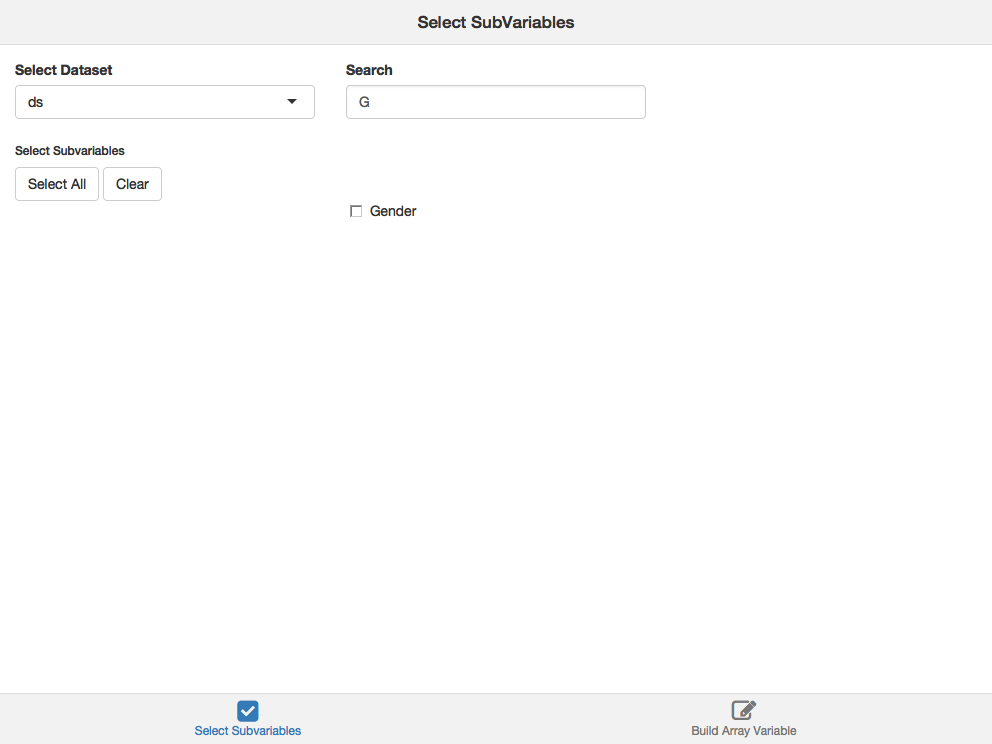 Select SubVariables
Select Dataset
Search
ds
G
Select Subvariables
Select All
Clear
Gender
Select Subvariables
Build Array Variable